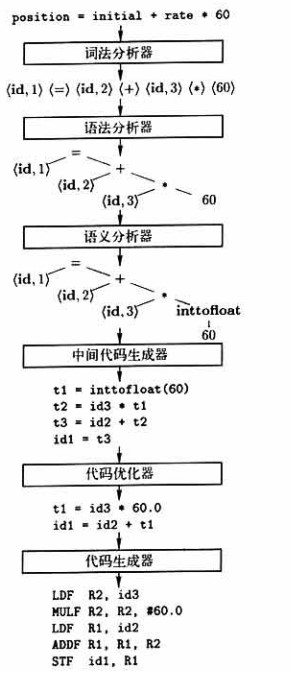 position = initial + rate * 60
词法分析器
⟨id,1⟩ ⟨=⟩ ⟨id,2⟩ ⟨+⟩ ⟨id,3⟩ ⟨*⟩ ⟨60⟩
语法分析器
=
⟨id,1⟩ +
⟨id,2⟩ *
⟨id,3⟩ 60
语义分析器
=
⟨id,1⟩ +
⟨id,2⟩ *
⟨id,3⟩ inttofloat
60
中间代码生成器
t1 = inttofloat(60)
t2 = id3 * t1
t3 = id2 + t2
id1 = t3
代码优化器
t1 = id3 * 60.0
id1 = id2 + t1
代码生成器
LDF R2, id3
MULF R2, R2, #60.0
LDF R1, id2
ADDF R1, R1, R2
STF id1, R1